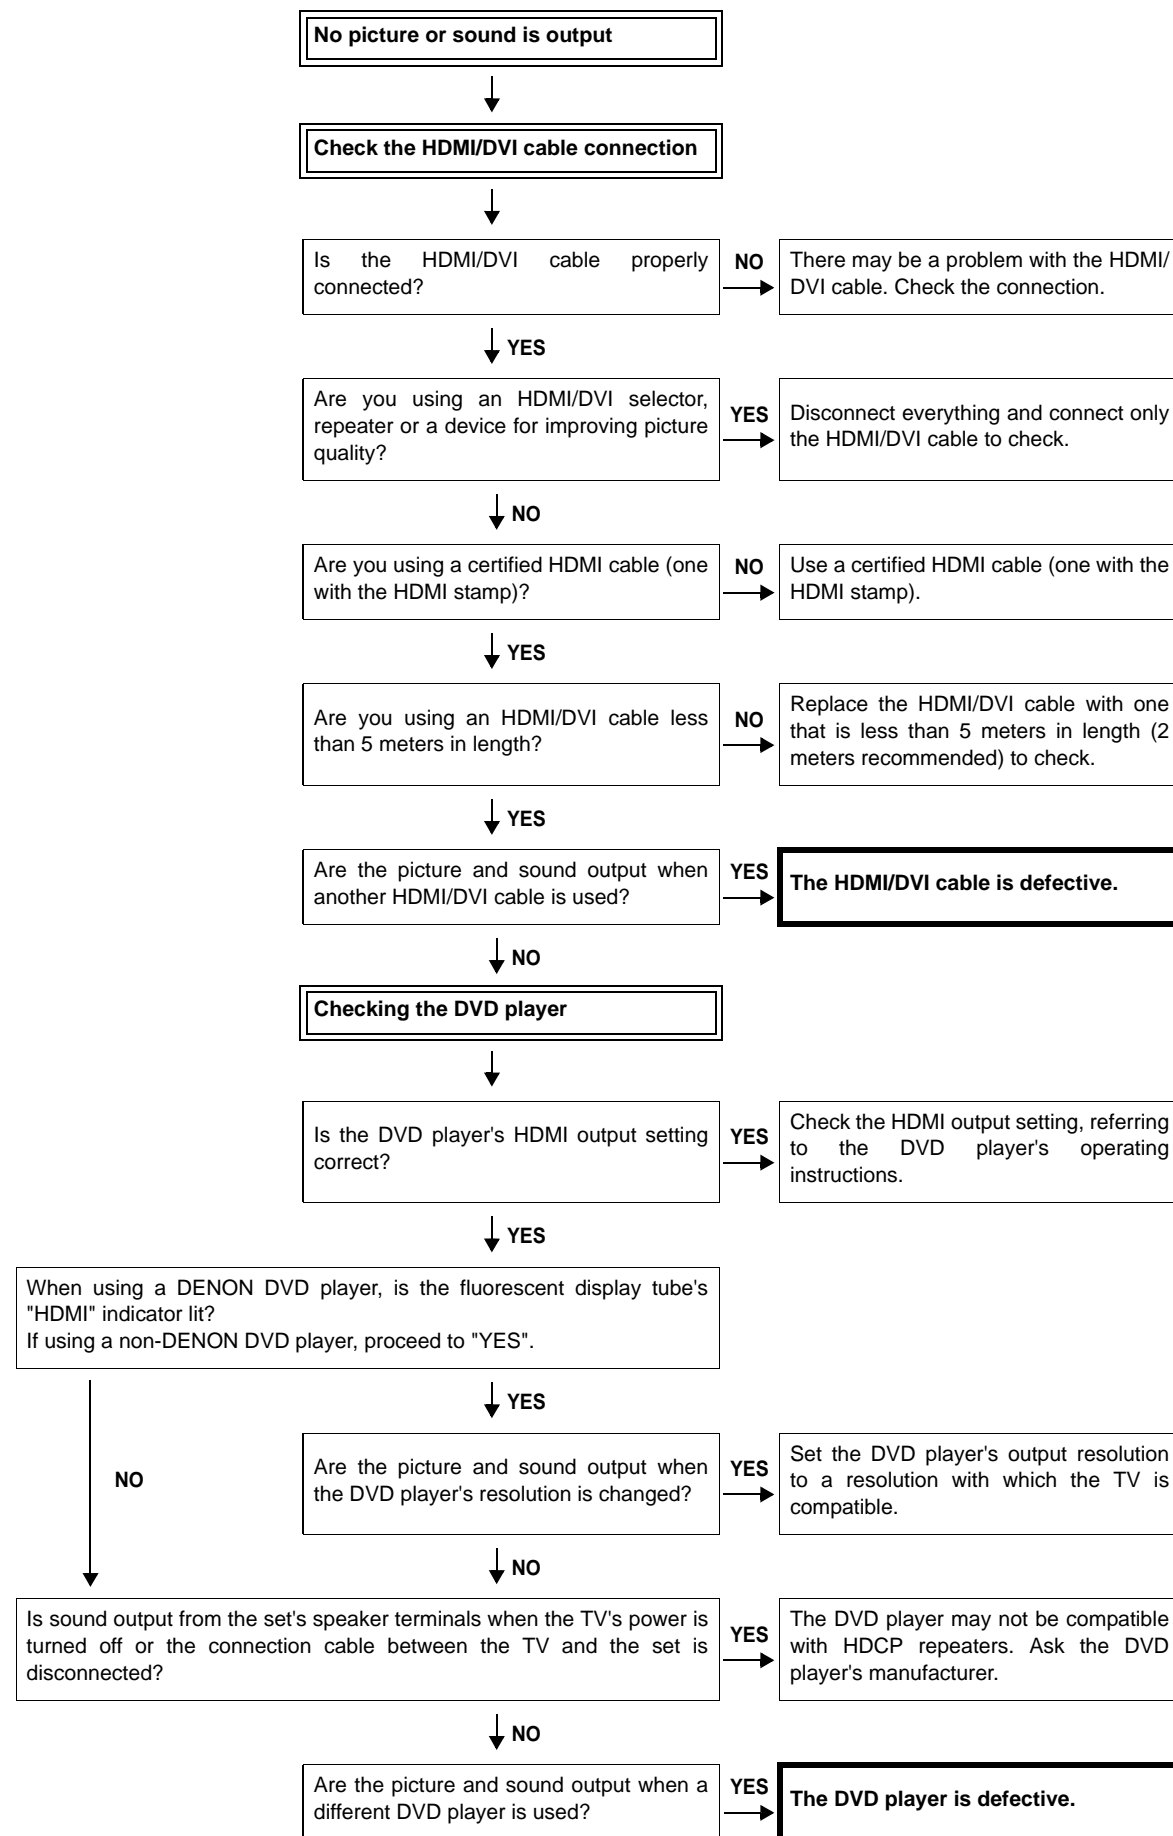 No picture or sound is output
Check the HDMI/DVI cable connection
Is the HDMI/DVI cable properly
connected?
NO
There may be a problem with the HDMI/
DVI cable. Check the connection.
YES
Are you using an HDMI/DVI selector,
repeater or a device for improving picture
quality?
YES
Disconnect everything and connect only
the HDMI/DVI cable to check.
NO
Are you using a certified HDMI cable (one
with the HDMI stamp)?
NO
Use a certified HDMI cable (one with the
HDMI stamp).
YES
Are you using an HDMI/DVI cable less
than 5 meters in length?
NO
Replace the HDMI/DVI cable with one
that is less than 5 meters in length (2
meters recommended) to check.
YES
Are the picture and sound output when
another HDMI/DVI cable is used?
YES
The HDMI/DVI cable is defective.
NO
Checking the DVD player
Is the DVD player's HDMI output setting
correct?
YES
Check the HDMI output setting, referring
to the DVD player's operating
instructions.
YES
When using a DENON DVD player, is the fluorescent display tube's
"HDMI" indicator lit?
If using a non-DENON DVD player, proceed to "YES".
YES
NO
Are the picture and sound output when
the DVD player's resolution is changed?
YES
Set the DVD player's output resolution
to a resolution with which the TV is
compatible.
NO
Is sound output from the set's speaker terminals when the TV's power is
turned off or the connection cable between the TV and the set is
disconnected?
YES
The DVD player may not be compatible
with HDCP repeaters. Ask the DVD
player's manufacturer.
NO
Are the picture and sound output when a
different DVD player is used?
YES
The DVD player is defective.